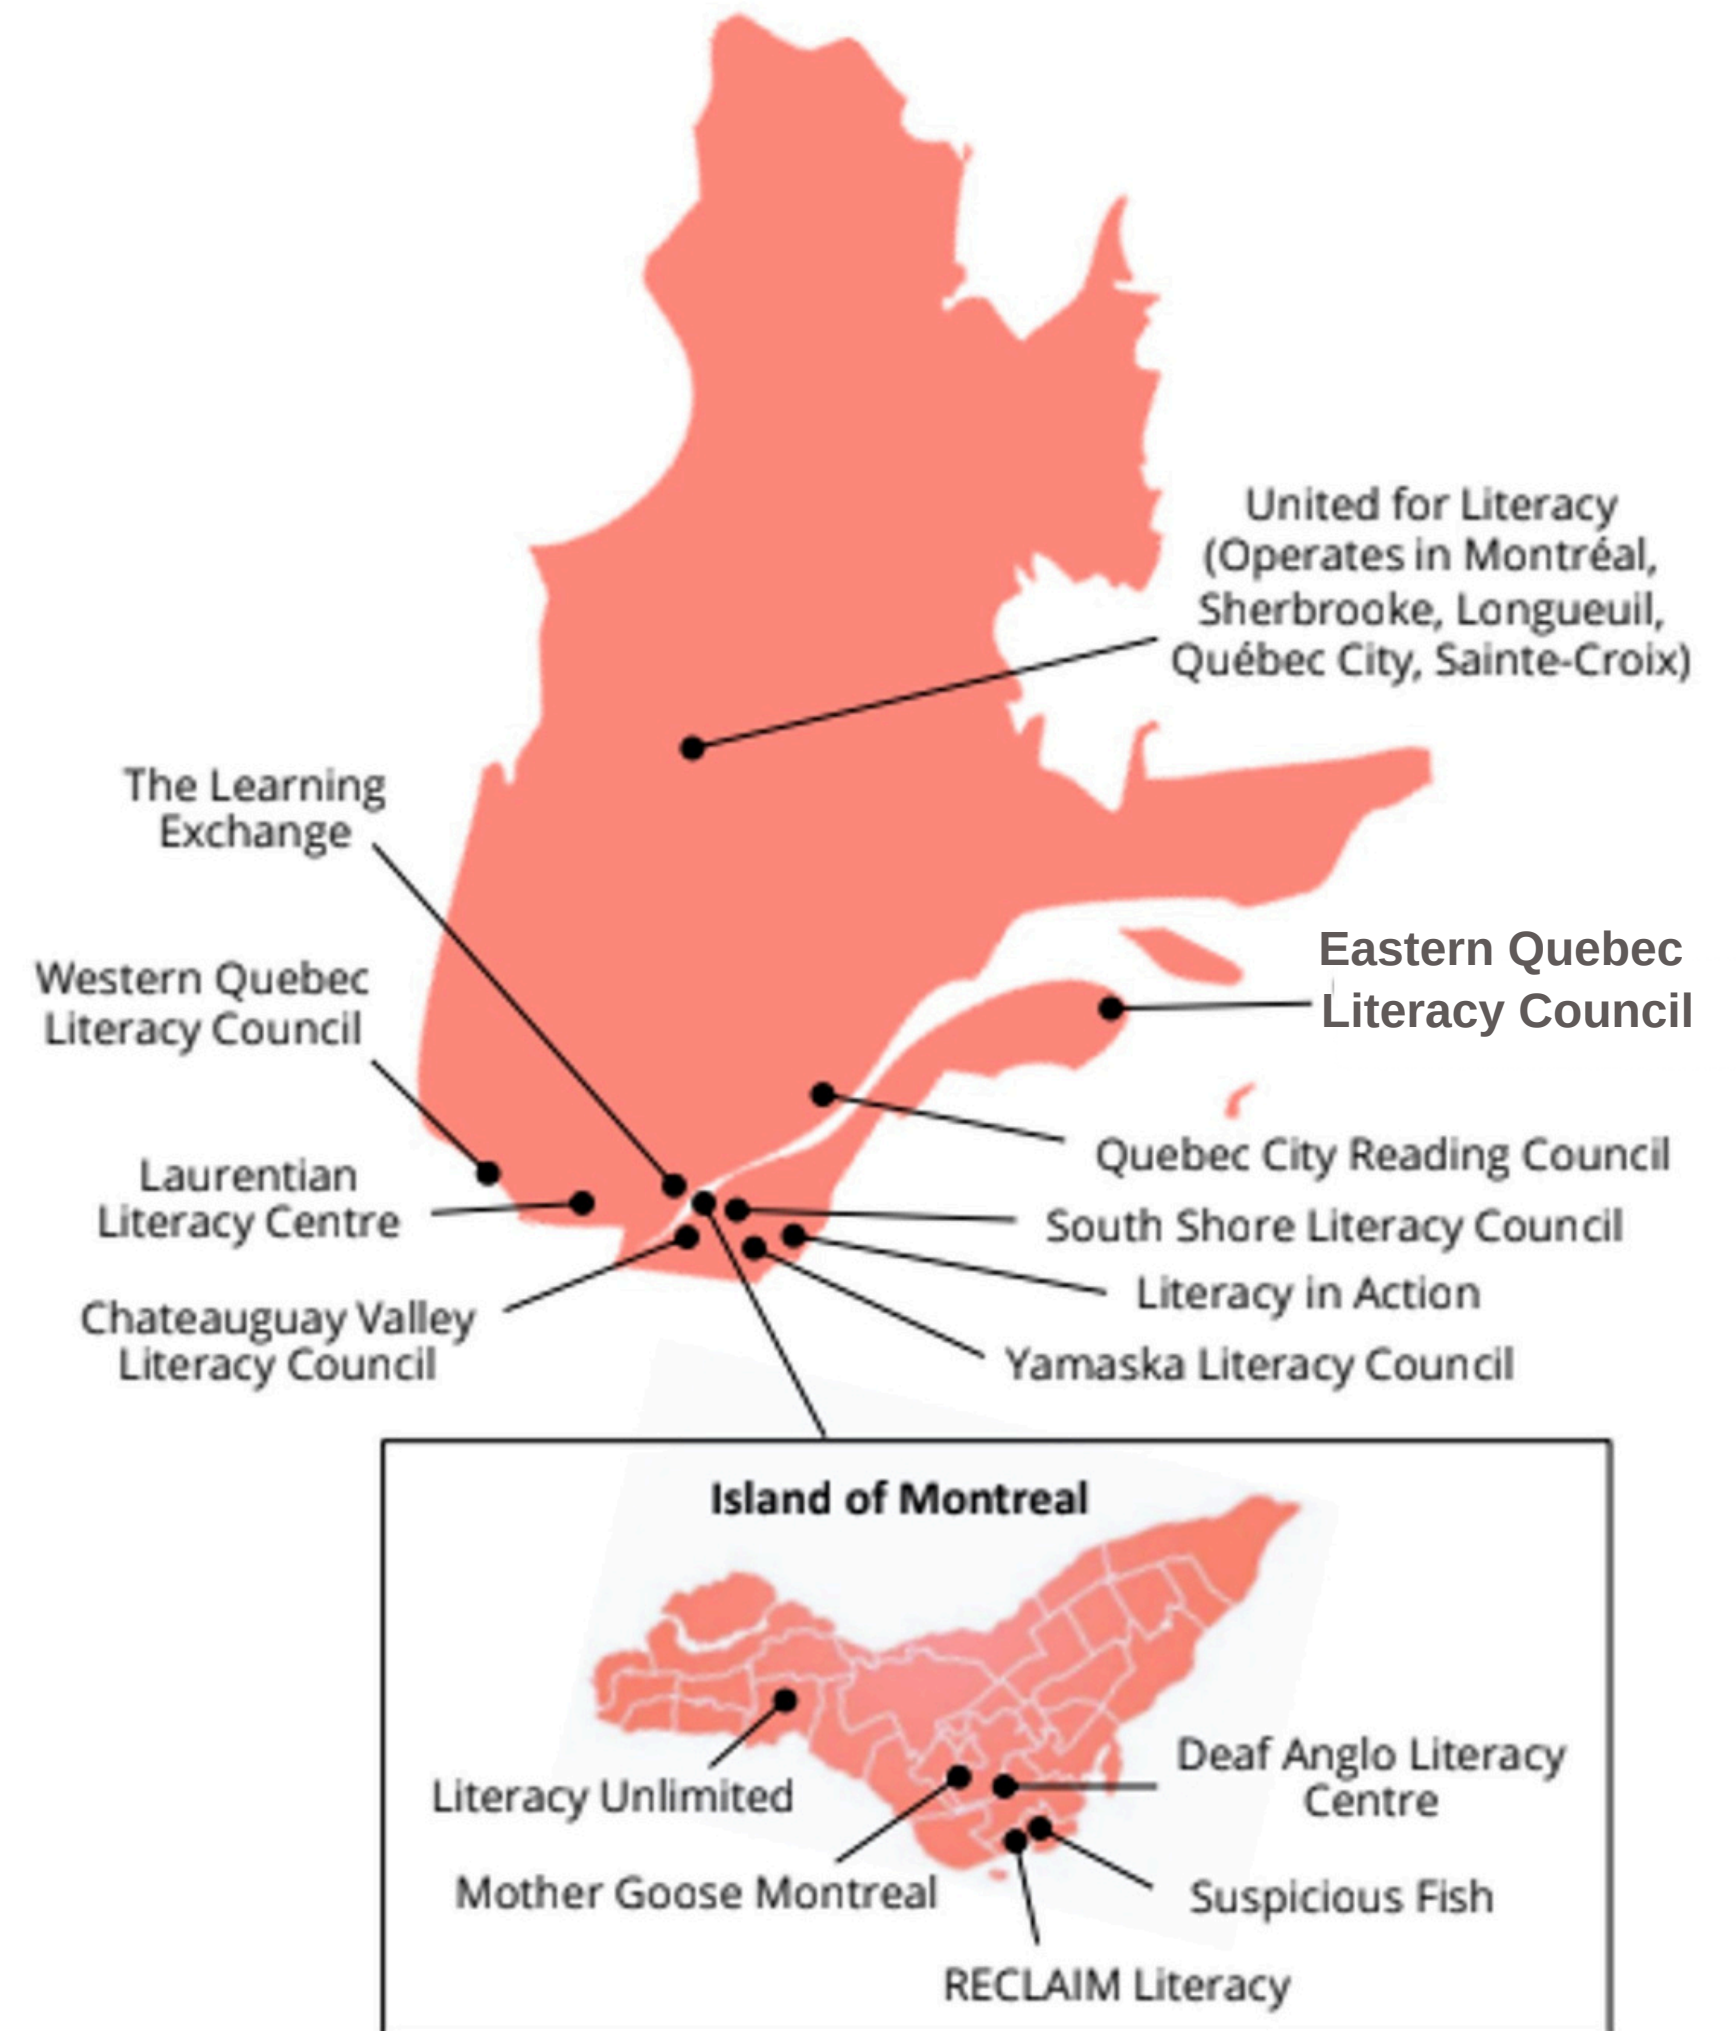 United for Literacy
(Operates in Montréal,
Sherbrooke, Longueuil,
Québec City, Sainte-Croix)
The Learning
Exchange
Eastern Quebec
Literacy Council
Western Quebec
Literacy Council
Quebec City Reading Council
Laurentian
Literacy Centre
South Shore Literacy Council
Literacy in Action
Chateauguay Valley
Literacy Council
Yamaska Literacy Council
Island of Montreal
Deaf Anglo Literacy
Centre
Literacy Unlimited
Mother Goose Montreal
Suspicious Fish
RECLAIM Literacy